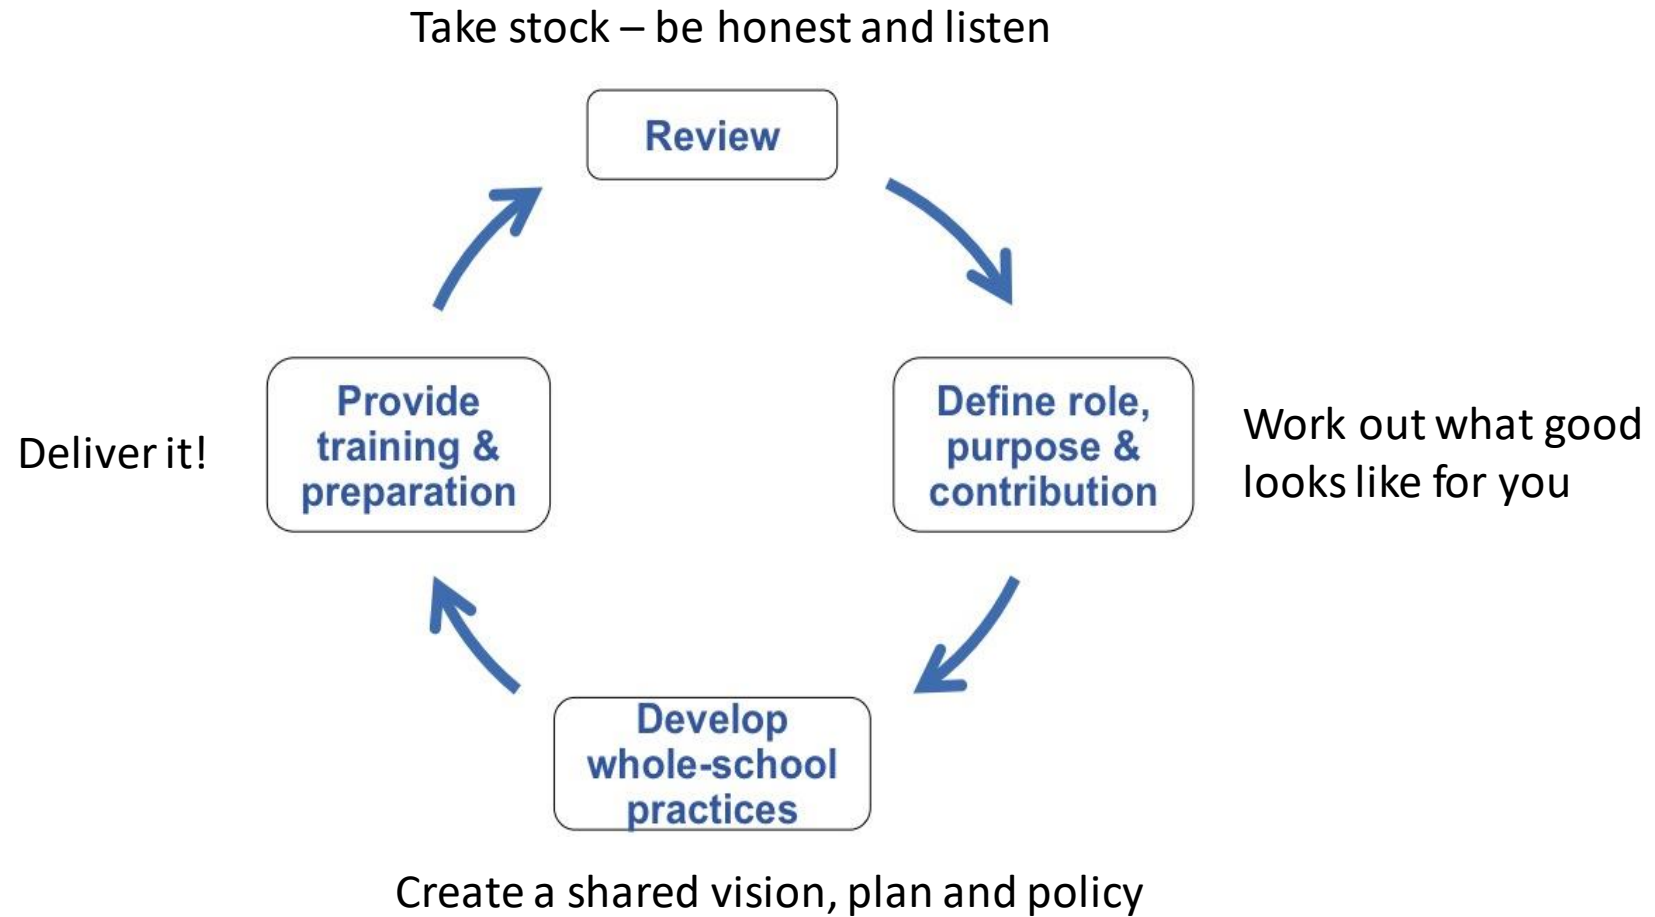 Take stock – be honest and listen
Review
Define role,
purpose &
contribution
Work out what good
looks like for you
Develop
whole-school
practices
Create a shared vision, plan and policy
Provide
training &
preparation
Deliver it!